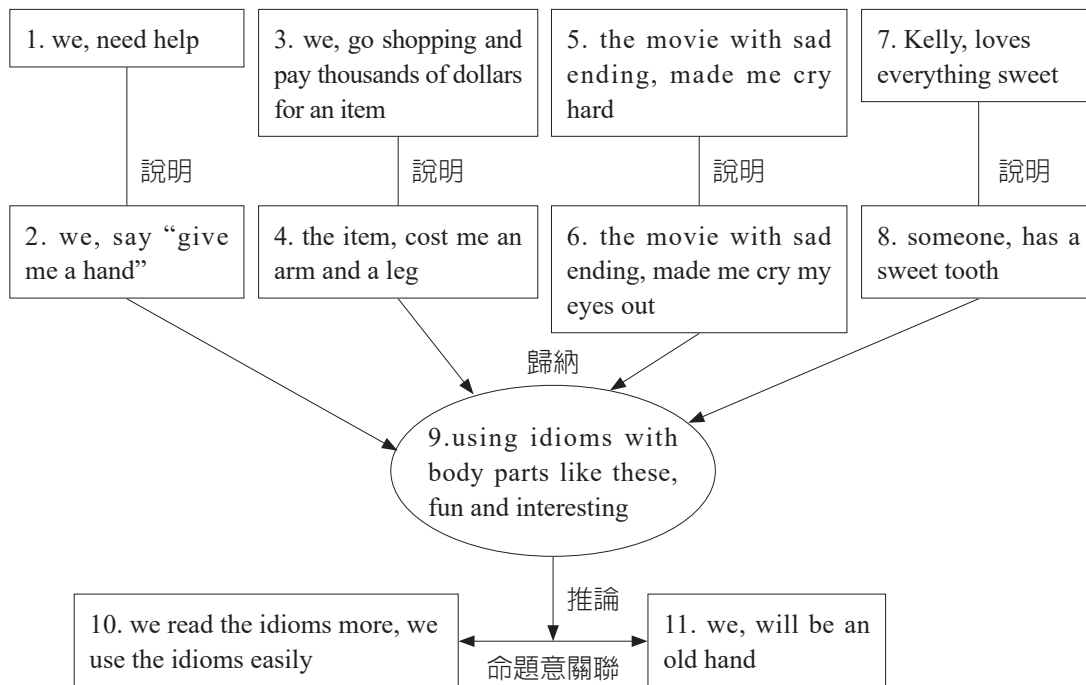 1. we, need help
3. we, go shopping and
pay thousands of dollars
for an item
5. the movie with sad
ending, made me cry
hard
7. Kelly, loves
everything sweet
說明
說明
說明
說明
2. we, say “give
me a hand”
4. the item, cost me an
arm and a leg
6. the movie with sad
ending, made me cry my
eyes out
8. someone, has a
sweet tooth
歸納
9.using idioms with
body parts like these,
fun and interesting
推論
10. we read the idioms more, we
use the idioms easily
命題意關聯
11. we, will be an
old hand